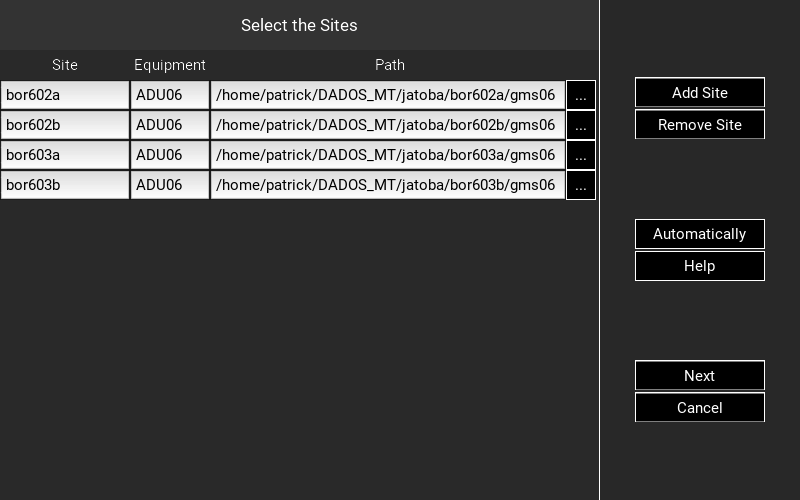 Select the Sites
Site Equipment Path
bor602a ADU06 /home/patrick/DADOS_MT/jatoba/bor602a/gms06 ...
bor602b ADU06 /home/patrick/DADOS_MT/jatoba/bor602b/gms06 ...
bor603a ADU06 /home/patrick/DADOS_MT/jatoba/bor603a/gms06 ...
bor603b ADU06 /home/patrick/DADOS_MT/jatoba/bor603b/gms06 ...
Add Site
Remove Site
Automatically
Help
Next
Cancel